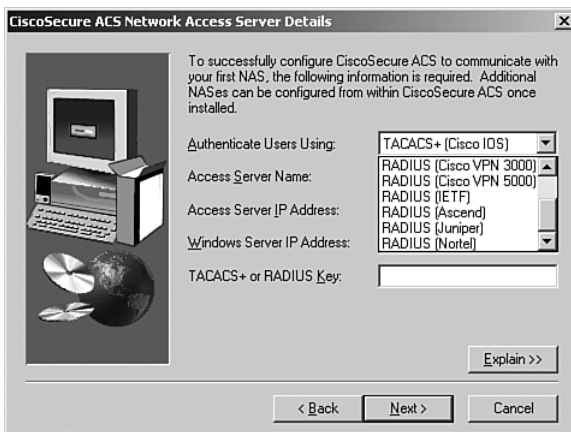 CiscoSecure ACS Network Access Server Details
To successfully configure CiscoSecure ACS to communicate with
your first NAS, the following information is required. Additional
NASes can be configured from within CiscoSecure ACS once
installed.
Authenticate Users Using:
TACACS+ (Cisco IOS)
RADIUS (Cisco VPN 3000)
Access Server Name:
RADIUS (Cisco VPN 5000)
RADIUS (IETF)
Access Server IP Address:
RADIUS (Ascend)
RADIUS (Juniper)
Windows Server IP Address:
RADIUS (Nortel)
TACACS+ or RADIUS Key:
Explain >>
< Back
Next >
Cancel